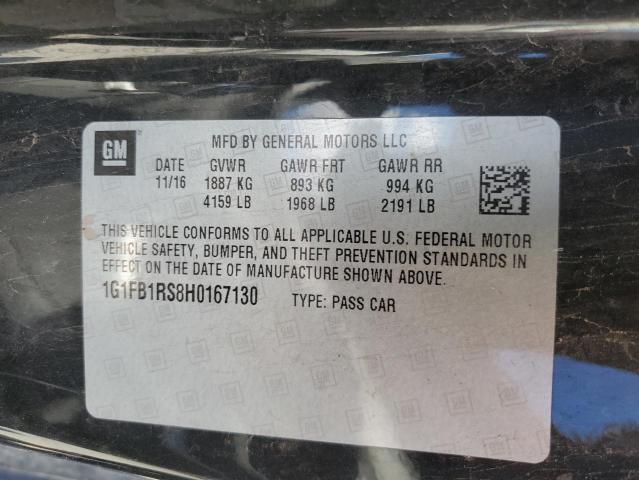 GM
MFD BY GENERAL MOTORS LLC
DATE GVWR GAWR FRT GAWR RR
11/16 1887 KG 893 KG 994 KG
4159 LB 1968 LB 2191 LB
THIS VEHICLE CONFORMS TO ALL APPLICABLE U.S. FEDERAL MOTOR
VEHICLE SAFETY, BUMPER, AND THEFT PREVENTION STANDARDS IN
EFFECT ON THE DATE OF MANUFACTURE SHOWN ABOVE.
1G1FB1RS8H0167130 TYPE: PASS CAR